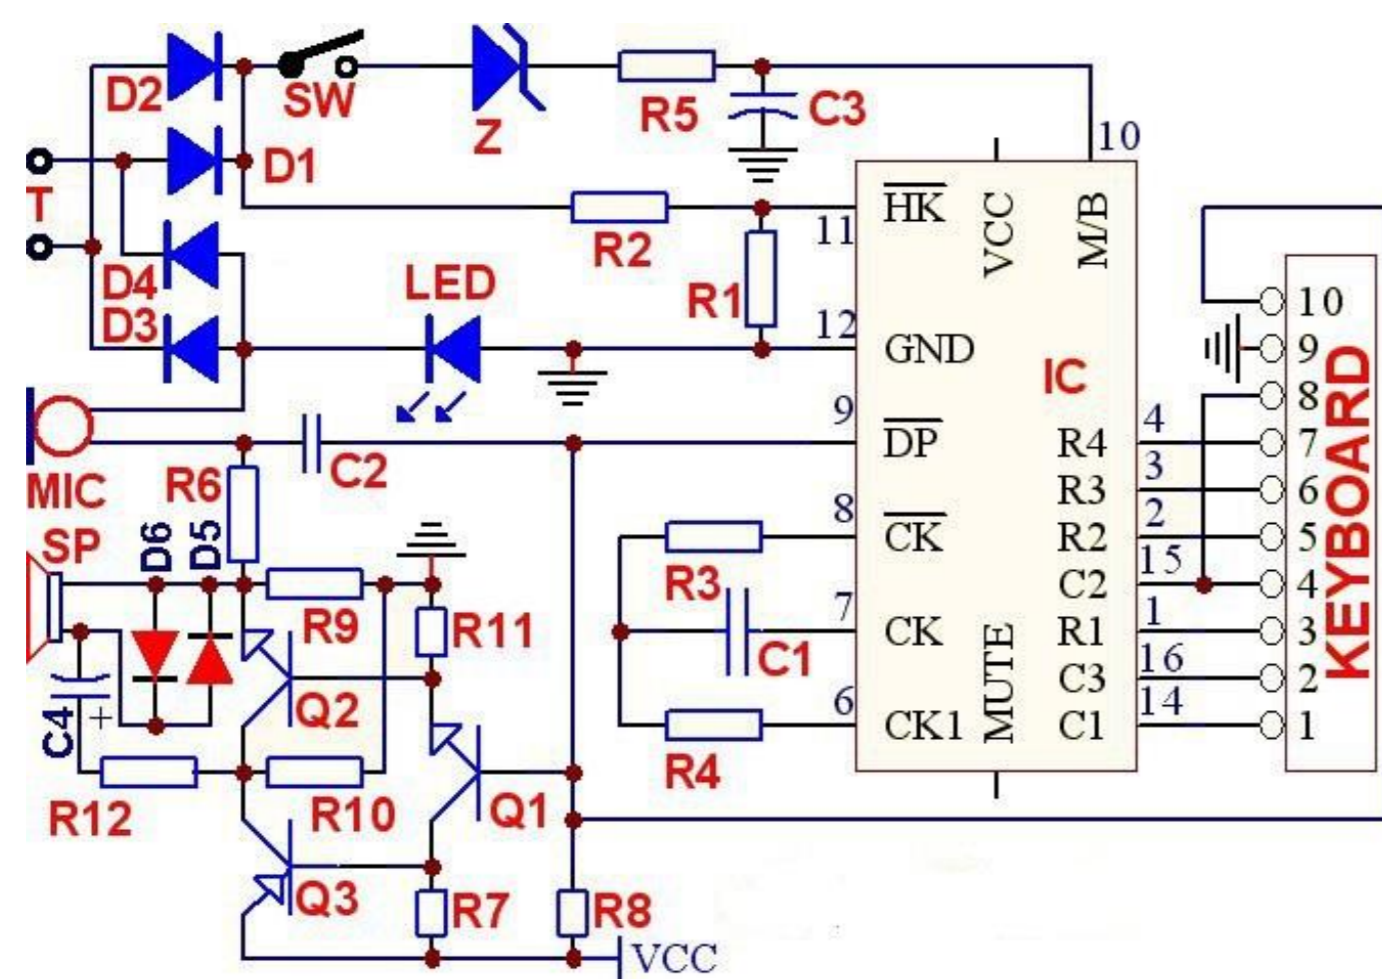 D2
SW
Z
R5
C3
10
T
D1
R2
11
HK
VCC
M/B
D4
D3
LED
R1
12
GND
IC
10
9
8
7
6
5
4
3
2
1
KEYBOARD
MIC
R6
C2
9
DP
R4
4
R3
3
SP
D6
D5
8
CK
R2
2
R3
C2
15
R9
R11
7
CK
R1
1
C1
MUTE
C3
16
C4
+
Q2
6
CK1
C1
14
R4
R12
R10
Q1
Q3
R7
R8
VCC